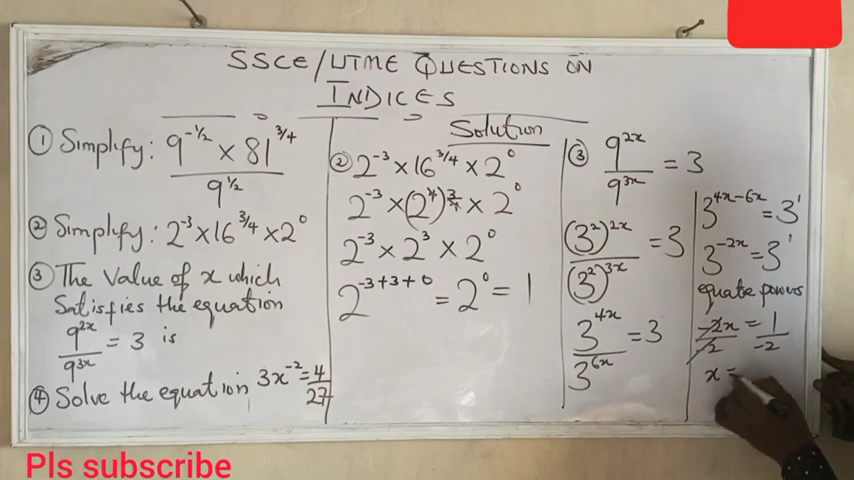 SSCE/UTME QUESTIONS ON
INDICES
① Simplify: 9^{-1/2} × 81^{3/4} / 9^{1/2}
② Simplify: 2^{-3} × 16^{3/4} × 2^0
③ The value of x which
Satisfies the equation
9^{2x} / 9^{3x} = 3 is
④ Solve the equation 3x^{-2} = 4/27
Solution
② 2^{-3} × 16^{3/4} × 2^0
2^{-3} × (2^4)^{3/4} × 2^0
2^{-3} × 2^3 × 2^0
2^{-3+3+0} = 2^0 = 1
③ 9^{2x} / 9^{3x} = 3
(3^2)^{2x} / (3^2)^{3x} = 3
3^{4x} / 3^{6x} = 3
3^{4x-6x} = 3^1
3^{-2x} = 3^1
equate powers
-2x/-2 = 1/-2
x =
Pls subscribe